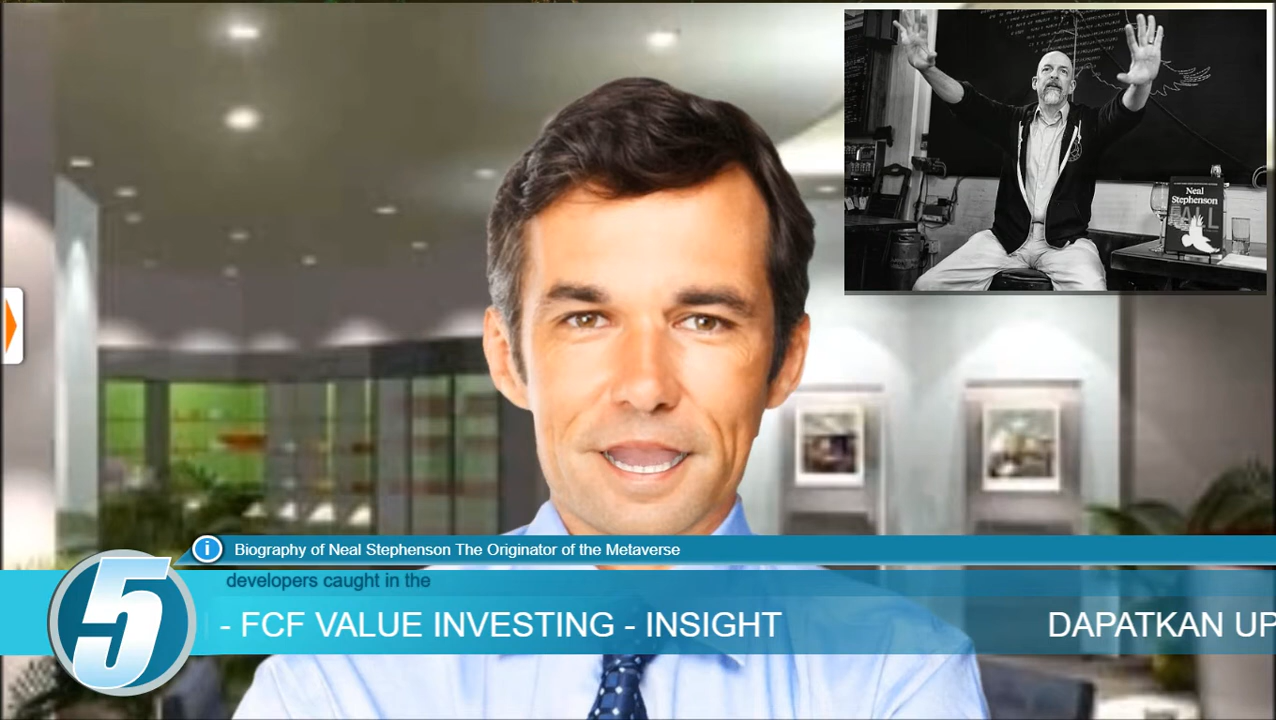 Neal
Stephenson
FALL
Biography of Neal Stephenson The Originator of the Metaverse
developers caught in the
- FCF VALUE INVESTING - INSIGHT
DAPATKAN UP
5